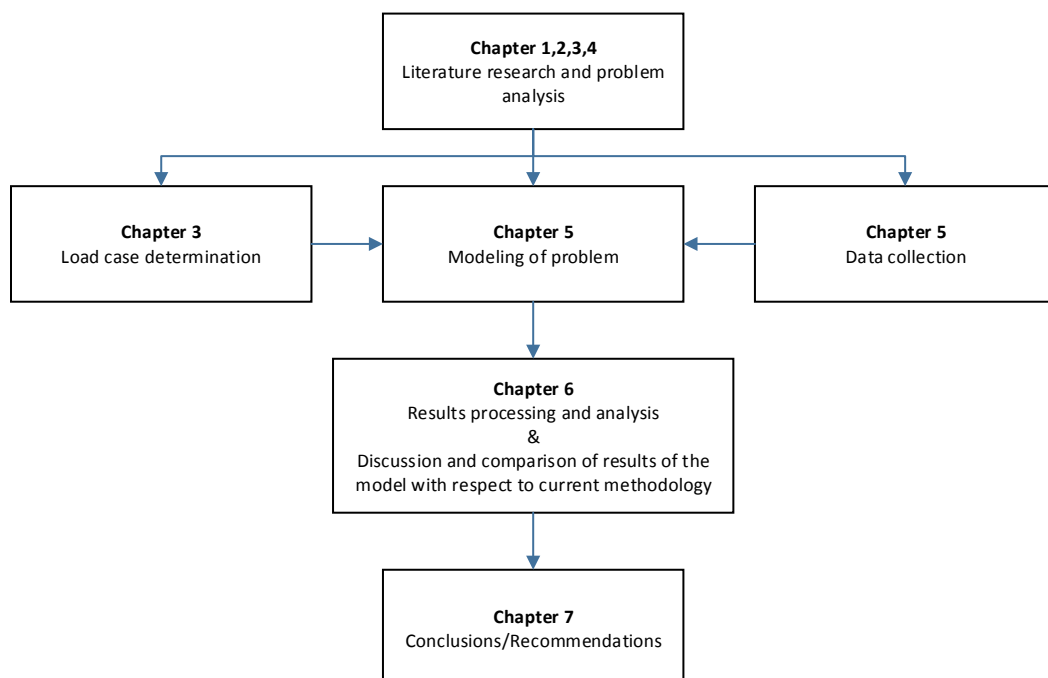 Chapter 1,2,3,4
Literature research and problem
analysis
Chapter 3
Load case determination
Chapter 5
Modeling of problem
Chapter 5
Data collection
Chapter 6
Results processing and analysis
&
Discussion and comparison of results of the
model with respect to current methodology
Chapter 7
Conclusions/Recommendations